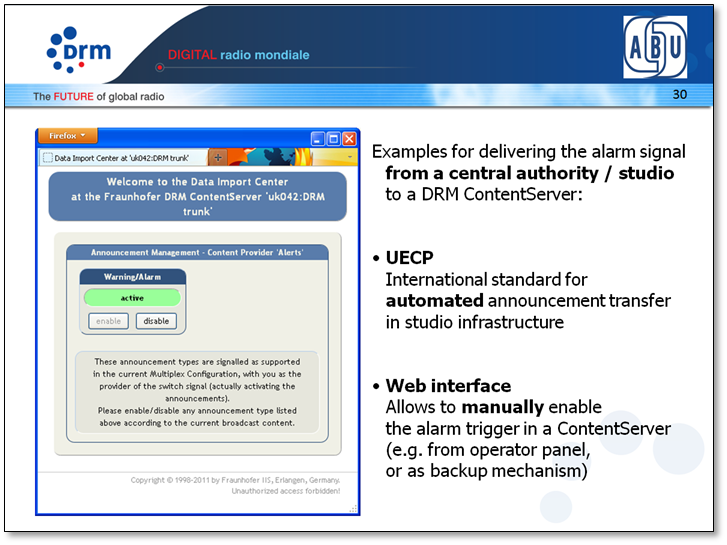 Drm
DIGITAL radio mondiale
ABU
The FUTURE of global radio
30
Firefox
Data Import Center at 'uk042:DRM trunk'
Welcome to the Data Import Center
at the Fraunhofer DRM ContentServer 'uk042:DRM
trunk'
Announcement Management - Content Provider 'Alerts'
Warning/Alarm
active
enable disable
These announcement types are signalled as supported
in the current Multiplex Configuration, with you as the
provider of the switch signal (actually activating the
announcements).
Please enable/disable any announcement type listed
above according to the current broadcast content.
Copyright © 1998-2011 by Fraunhofer IIS, Erlangen, Germany.
Unauthorized access forbidden!
Examples for delivering the alarm signal
from a central authority / studio
to a DRM ContentServer:
• UECP
International standard for
automated announcement transfer
in studio infrastructure
• Web interface
Allows to manually enable
the alarm trigger in a ContentServer
(e.g. from operator panel,
or as backup mechanism)